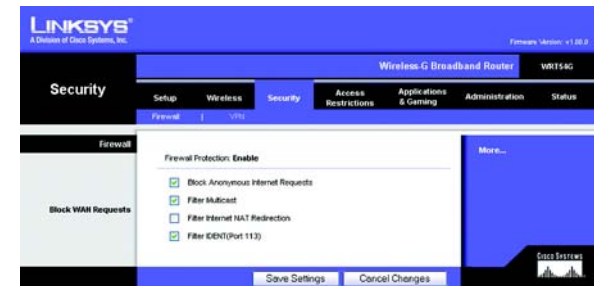 LINKSYS®
A Division of Cisco Systems, Inc.
Firmware Version: v1.00.0
Wireless-G Broadband Router WRT54G
Security
Setup Wireless Security Access Restrictions Applications & Gaming Administration Status
Firewall | VPN
Firewall
Firewall Protection: Enable
More...
Block WAN Requests
Block Anonymous Internet Requests
Filter Multicast
Filter Internet NAT Redirection
Filter IDENT(Port 113)
Save Settings Cancel Changes
CISCO SYSTEMS